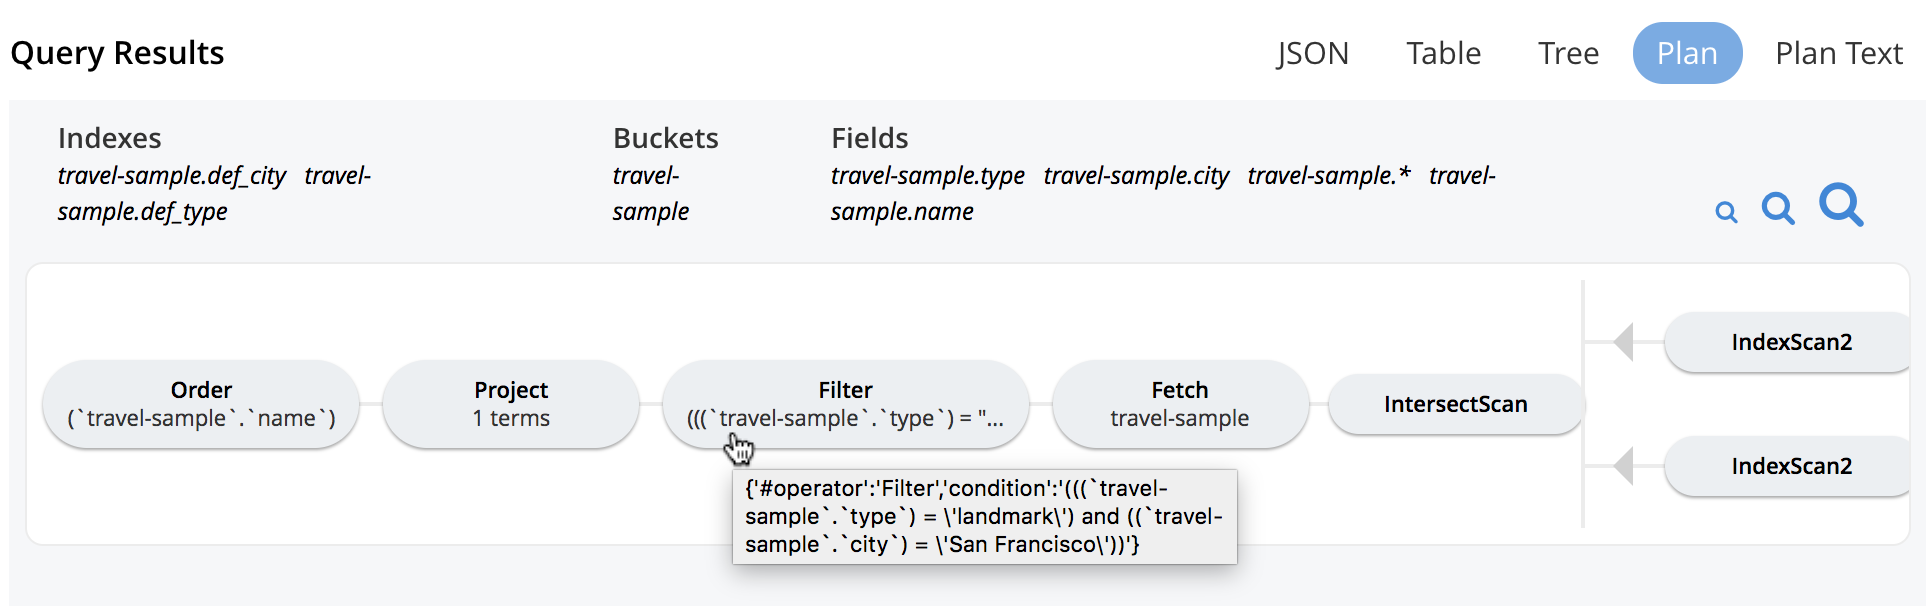 Query Results
JSON Table Tree Plan Plan Text
Indexes
travel-sample.def_city travel-
sample.def_type
Buckets
travel-
sample
Fields
travel-sample.type travel-sample.city travel-sample.* travel-
sample.name
Order
(`travel-sample`.`name`)
Project
1 terms
Filter
(((`travel-sample`.`type`) = "...
Fetch
travel-sample
IntersectScan
IndexScan2
IndexScan2
{'#operator':'Filter','condition':'(((`travel-
sample`.`type`) = \'landmark\') and ((`travel-
sample`.`city`) = \'San Francisco\'))'}